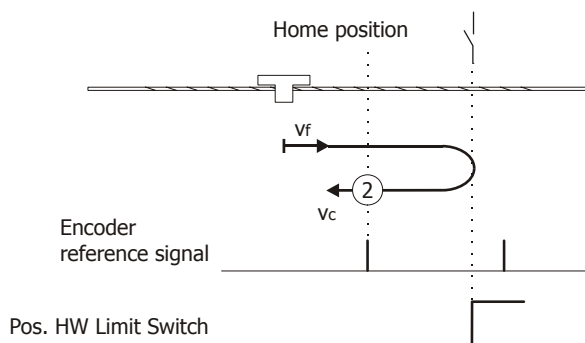 Home position
Vf
2
Vc
Encoder
reference signal
Pos. HW Limit Switch